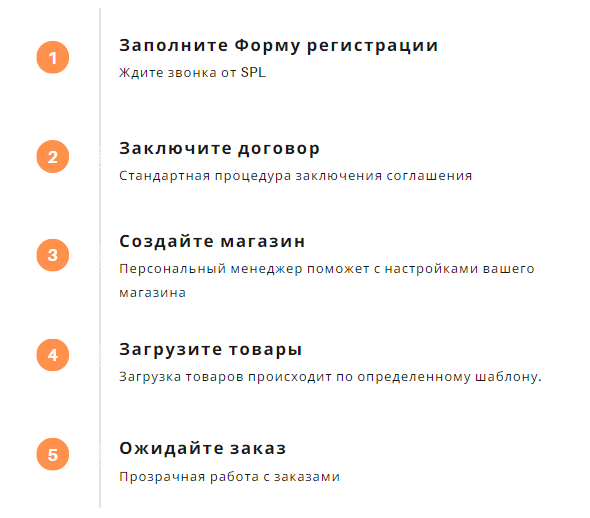 1
Заполните Форму регистрации
Ждите звонка от SPL
2
Заключите договор
Стандартная процедура заключения соглашения
3
Создайте магазин
Персональный менеджер поможет с настройками вашего
магазина
4
Загрузите товары
Загрузка товаров происходит по определенному шаблону.
5
Ожидайте заказ
Прозрачная работа с заказами